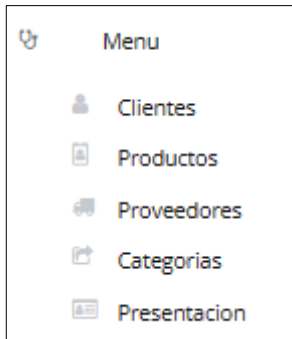 Menu
Clientes
Productos
Proveedores
Categorias
Presentacion